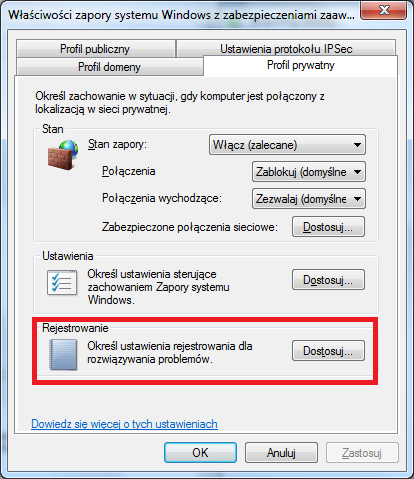 Właściwości zapory systemu Windows z zabezpieczeniami zaaw...
Profil publiczny
Ustawienia protokołu IPSec
Profil domeny
Profil prywatny
Określ zachowanie w sytuacji, gdy komputer jest połączony z
lokalizacją w sieci prywatnej.
Stan
Stan zapory:
Włącz (zalecane)
Połączenia
Zablokuj (domyślne
Połączenia wychodzące:
Zezwalaj (domyślne
Zabezpieczone połączenia sieciowe:
Dostosuj...
Ustawienia
Określ ustawienia sterujące
zachowaniem Zapory systemu
Windows.
Dostosuj...
Rejestrowanie
Określ ustawienia rejestrowania dla
rozwiązywania problemów.
Dostosuj...
Dowiedz się więcej o tych ustawieniach
OK
Anuluj
Zastosuj